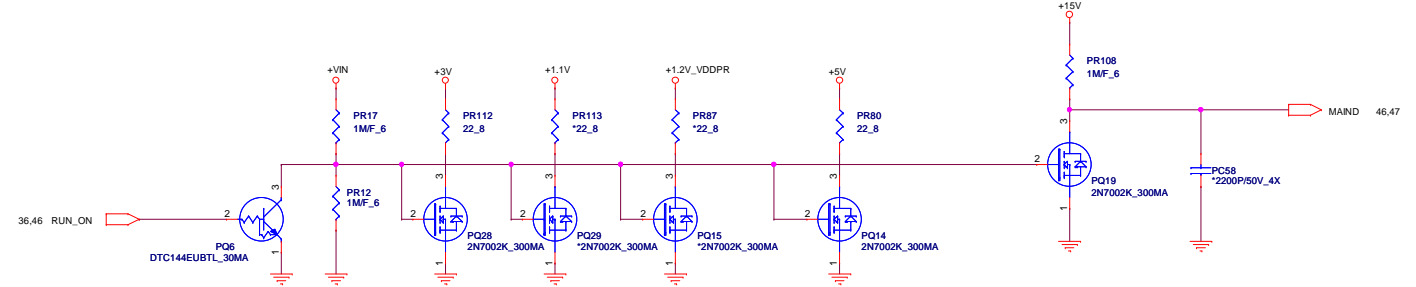 +15V
PR108
1M/F_6
+VIN
+3V
+1.1V
+1.2V_VDDPR
+5V
PR17
1M/F_6
PR112
22_8
PR113
*22_8
PR87
*22_8
PR80
22_8
MAIND 46,47
3
2
PQ19
2N7002K_300MA
1
PC58
*2200P/50V_4X
PR12
1M/F_6
36,46 RUN_ON
3
2
1
PQ6
DTC144EUBTL_30MA
3
2
1
PQ28
2N7002K_300MA
3
2
1
PQ29
*2N7002K_300MA
3
2
1
PQ15
*2N7002K_300MA
3
2
1
PQ14
2N7002K_300MA